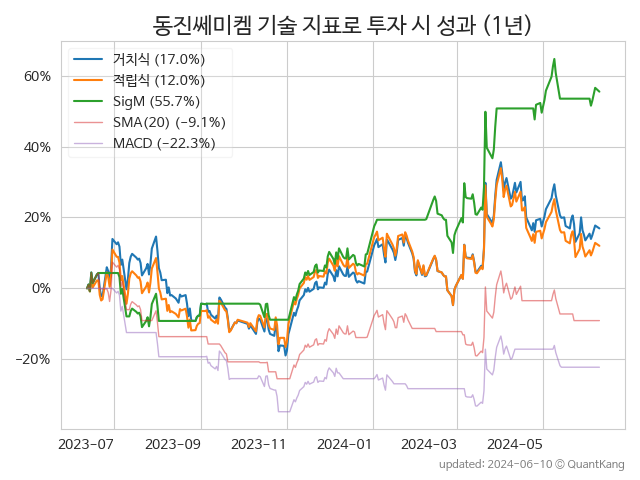 동진쎄미켐 기술 지표로 투자 시 성과 (1년)
거치식 (17.0%)
적립식 (12.0%)
SigM (55.7%)
SMA(20) (−9.1%)
MACD (−22.3%)
60%
40%
20%
0%
−20%
2023-07 2023-09 2023-11 2024-01 2024-03 2024-05
updated: 2024-06-10 © QuantKang